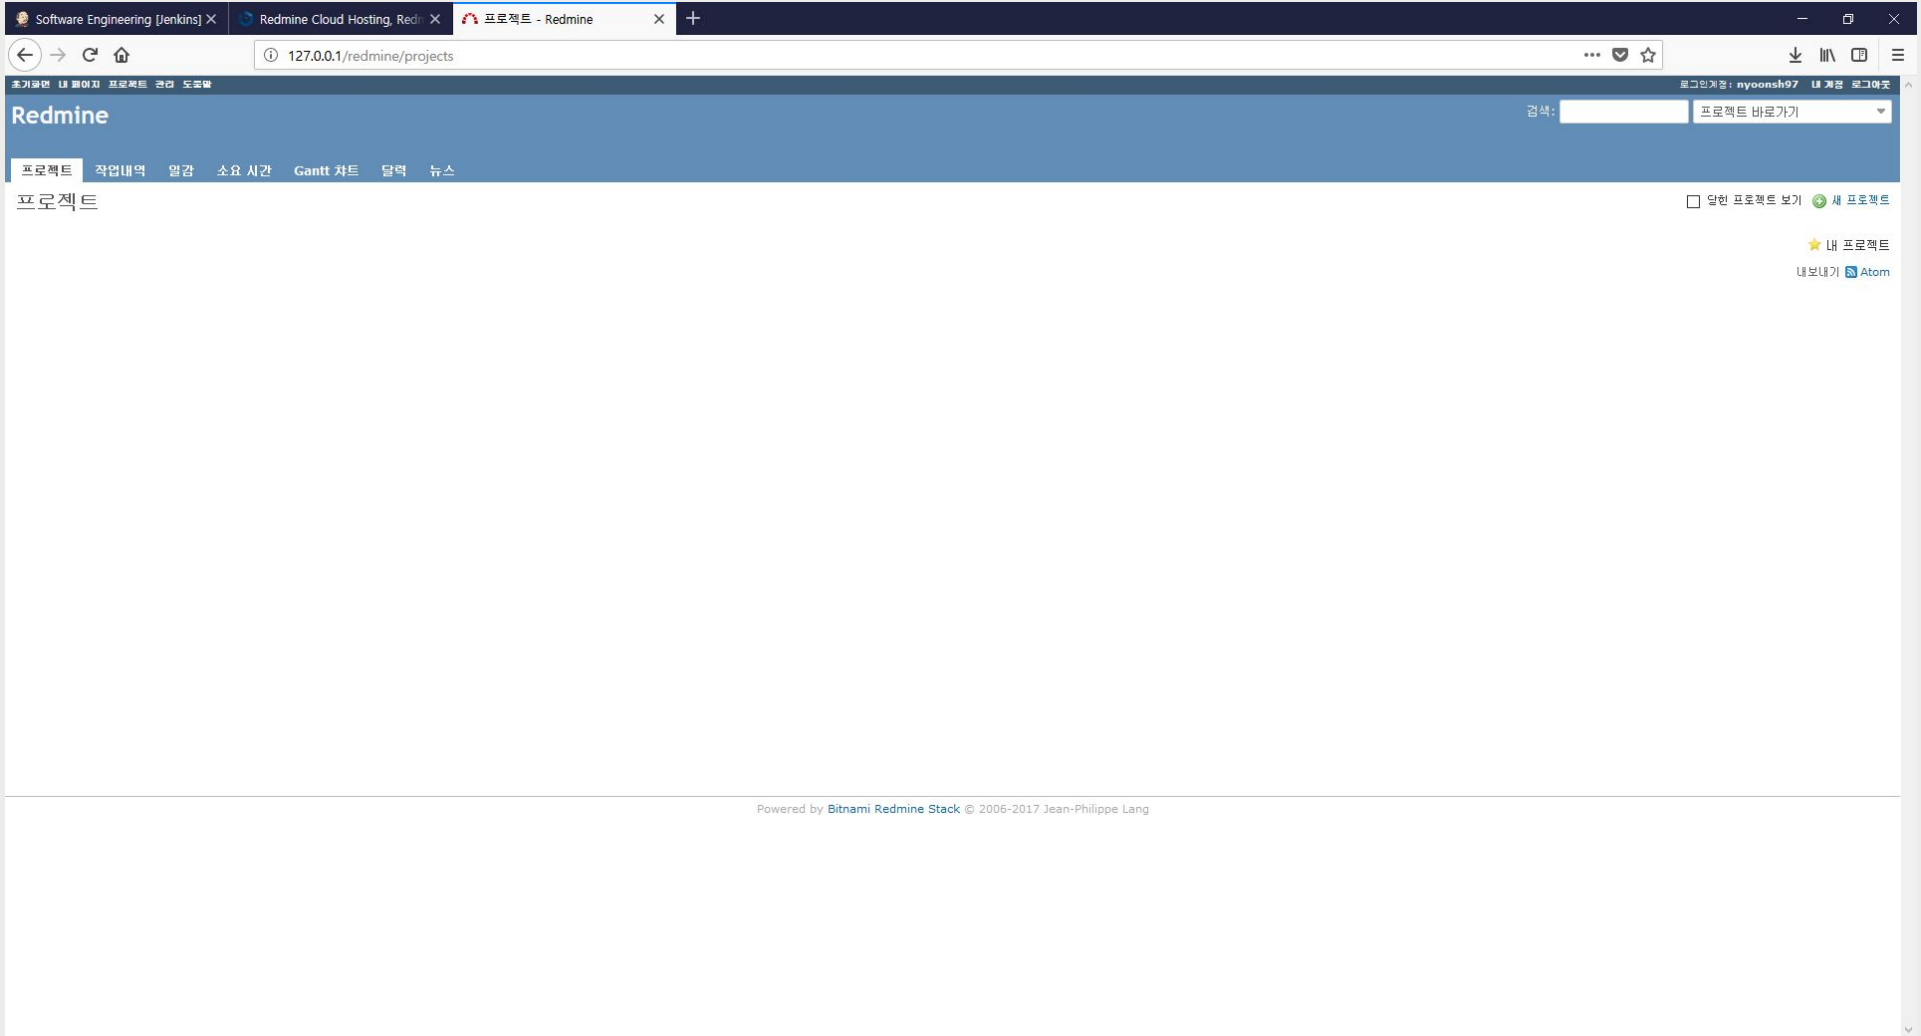 Software Engineering [Jenkins] Redmine Cloud Hosting, Redn 프로젝트 - Redmine
127.0.0.1/redmine/projects
초기화면 내 페이지 프로젝트 관리 도움말 로그인계정: nyoonsh97 내 계정 로그아웃
Redmine 검색: 프로젝트 바로가기
프로젝트 작업내역 일감 소요 시간 Gantt 챠트 달력 뉴스
프로젝트 닫힌 프로젝트 보기 새 프로젝트
내 프로젝트
내보내기 Atom
Powered by Bitnami Redmine Stack © 2006-2017 Jean-Philippe Lang